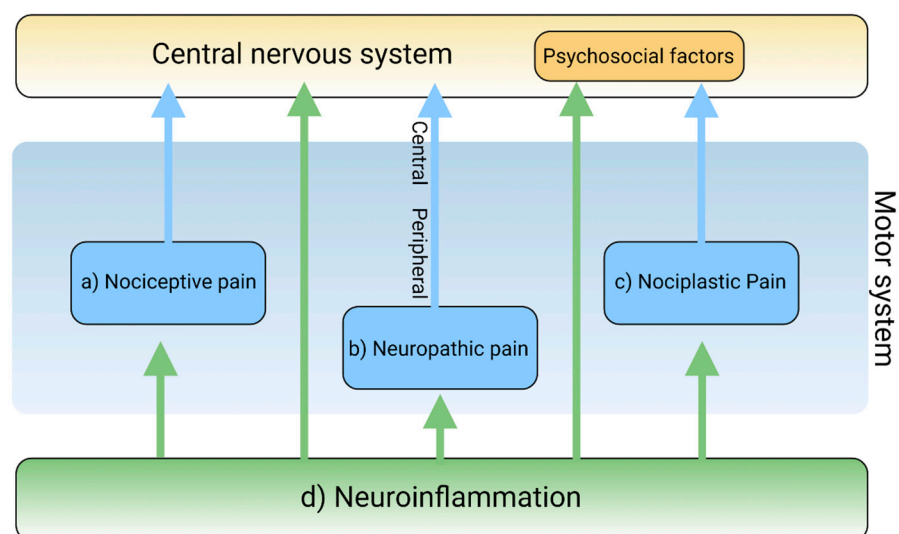 Central nervous system
Psychosocial factors
Central Peripheral
a) Nociceptive pain
b) Neuropathic pain
c) Nociplastic Pain
Motor system
d) Neuroinflammation